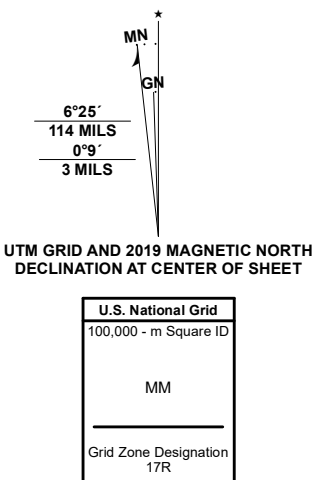 ★
MN
GN
6°25´
114 MILS
0°9´
3 MILS
UTM GRID AND 2019 MAGNETIC NORTH
DECLINATION AT CENTER OF SHEET
U.S. National Grid
100,000 - m Square ID
MM
Grid Zone Designation
17R